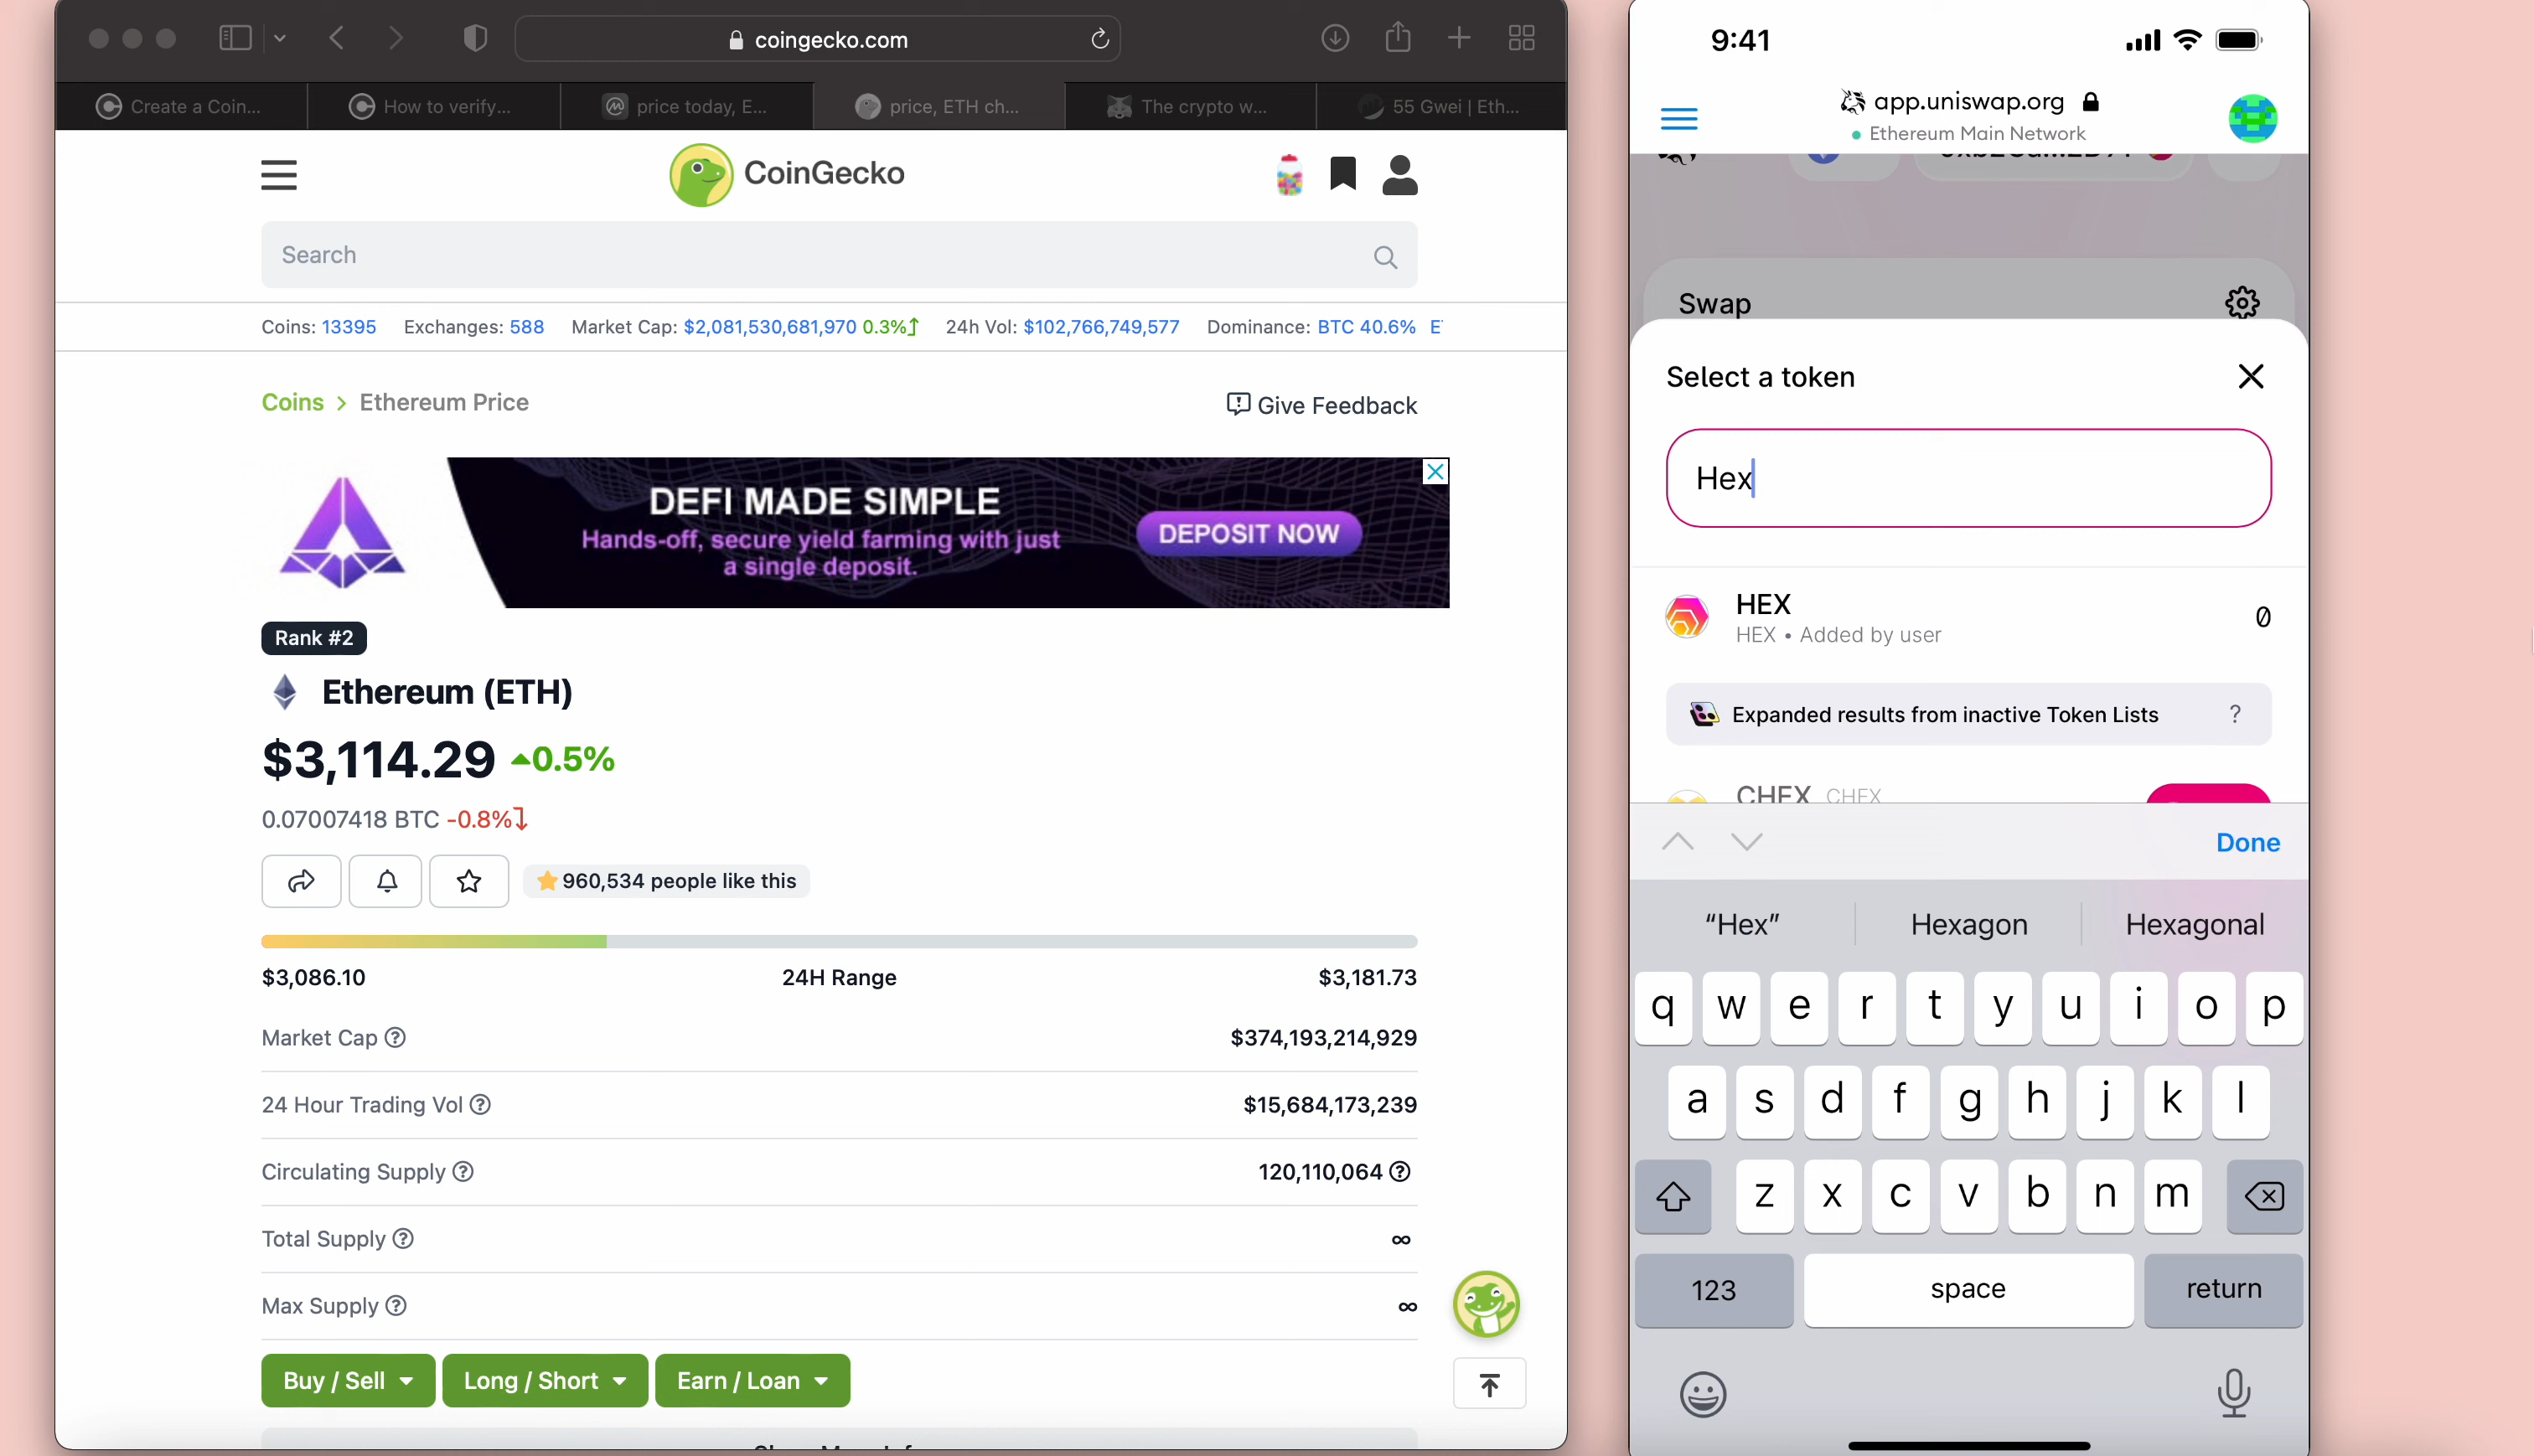 coingecko.com
Create a Coin...
How to verify...
price today, E...
price, ETH ch...
The crypto w...
55 Gwei | Eth...
CoinGecko
Search
Coins: 13395 Exchanges: 588 Market Cap: $2,081,530,681,970 0.3% 24h Vol: $102,766,749,577 Dominance: BTC 40.6% E
Coins > Ethereum Price
Give Feedback
DEFI MADE SIMPLE
Hands-off, secure yield farming with just
a single deposit.
DEPOSIT NOW
Rank #2
Ethereum (ETH)
$3,114.29 0.5%
0.07007418 BTC -0.8%
960,534 people like this
$3,086.10 24H Range $3,181.73
Market Cap ? $374,193,214,929
24 Hour Trading Vol ? $15,684,173,239
Circulating Supply ? 120,110,064 ?
Total Supply ? ∞
Max Supply ? ∞
Buy / Sell
Long / Short
Earn / Loan
9:41
app.uniswap.org
Ethereum Main Network
Swap
Select a token
Hex
HEX
HEX • Added by user
0
Expanded results from inactive Token Lists ?
CHEX CHEX
Done
“Hex” Hexagon Hexagonal
q w e r t y u i o p
a s d f g h j k l
z x c v b n m
123 space return